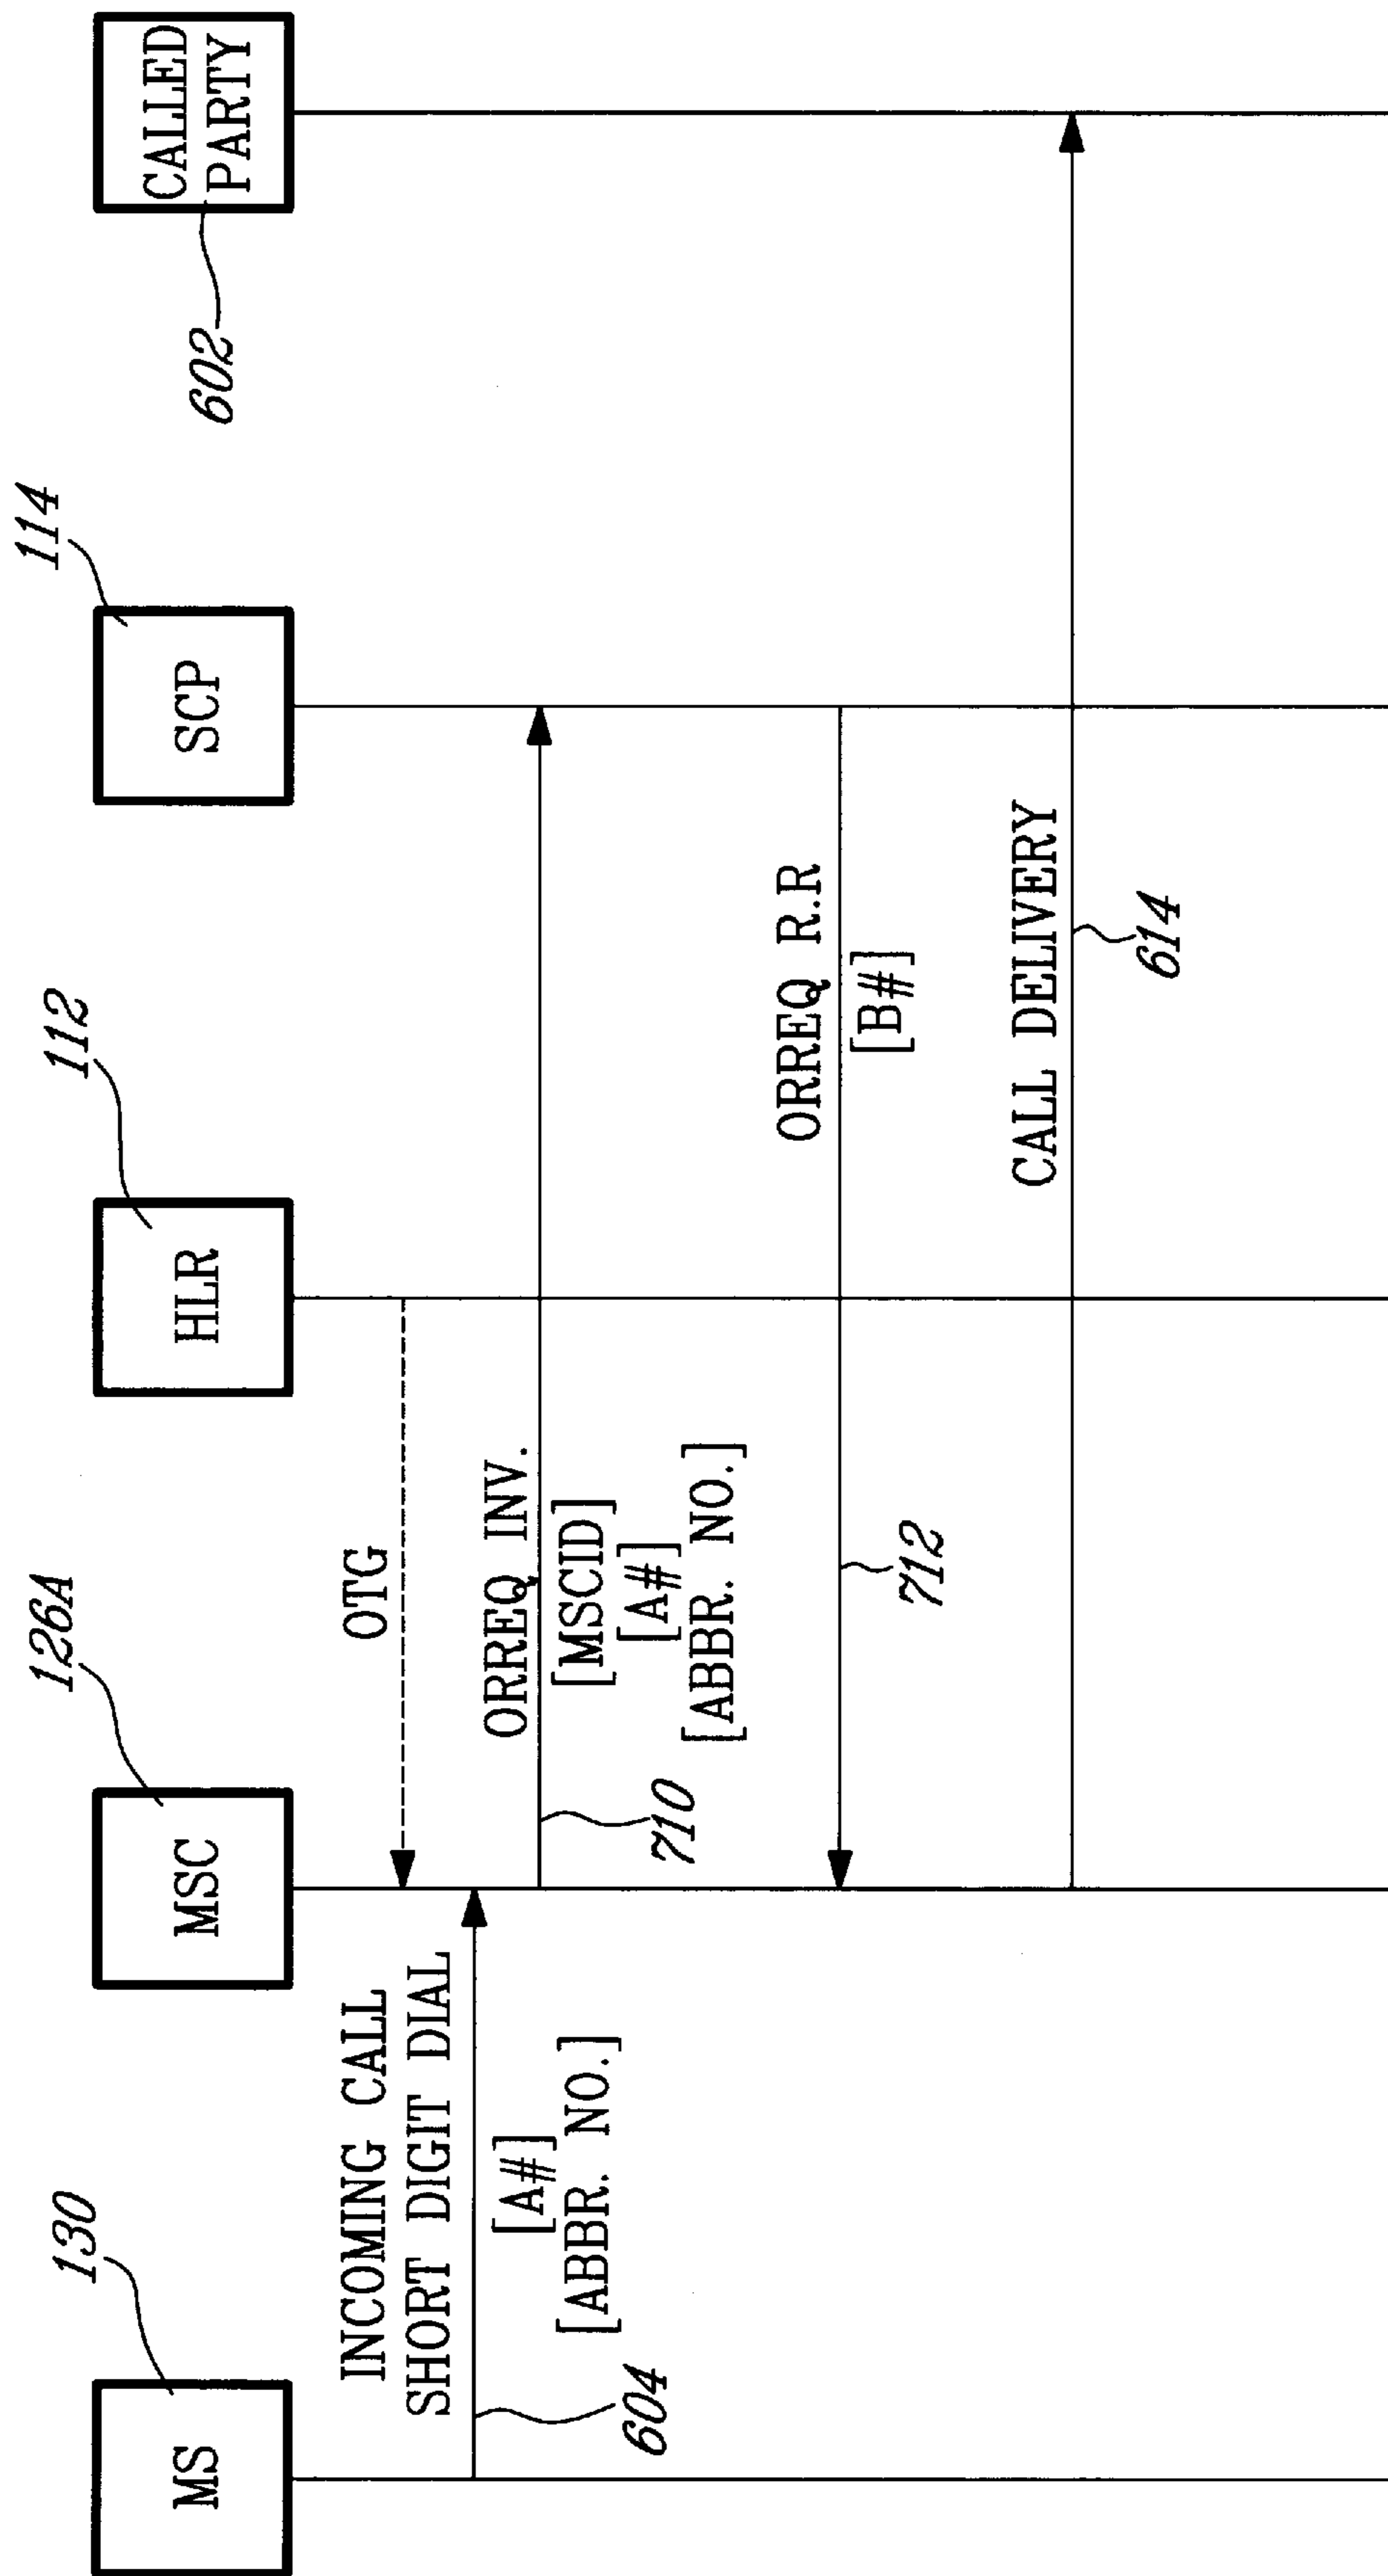 130
126A
112
114
MS
MSC
HLR
SCP
CALLED
PARTY
602
OTG
INCOMING CALL
SHORT DIGIT DIAL
[A#]
[ABBR. NO.]
604
ORREQ INV.
[MSCID]
[A#]
[ABBR. NO.]
710
ORREQ R.R
[B#]
712
CALL DELIVERY
614